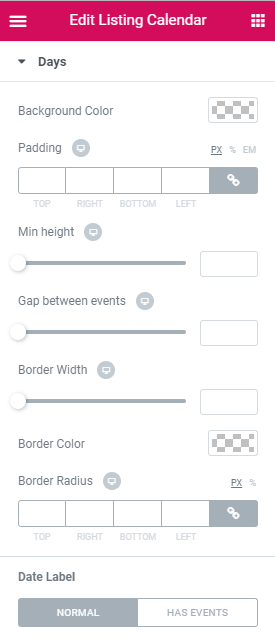 Edit Listing Calendar
Days
Background Color
Padding PX % EM
TOP RIGHT BOTTOM LEFT
Min height
Gap between events
Border Width
Border Color
Border Radius PX %
TOP RIGHT BOTTOM LEFT
Date Label
NORMAL HAS EVENTS